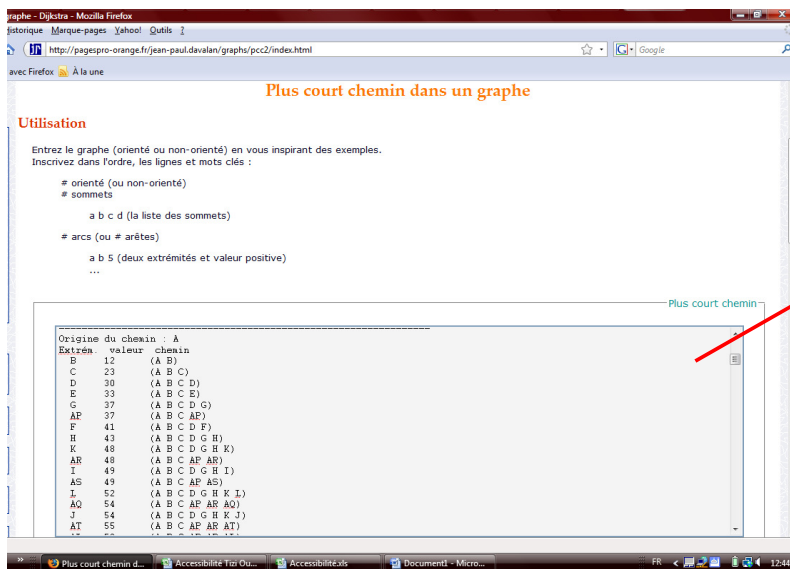 graphe - Dijkstra - Mozilla Firefox
Historique Marque-pages Yahoo! Outils ?
http://pagespro-orange.fr/jean-paul.davalan/graphs/pcc2/index.html
G Google
avec Firefox À la une
Plus court chemin dans un graphe
Utilisation
Entrez le graphe (orienté ou non-orienté) en vous inspirant des exemples.
Inscrivez dans l'ordre, les lignes et mots clés :
# orienté (ou non-orienté)
# sommets
a b c d (la liste des sommets)
# arcs (ou # arêtes)
a b 5 (deux extrémités et valeur positive)
...
Plus court chemin
Origine du chemin : A
Extrém. valeur chemin
B 12 (A B)
C 23 (A B C)
D 30 (A B C D)
E 33 (A B C E)
G 37 (A B C D G)
AP 37 (A B C AP)
F 41 (A B C D F)
H 43 (A B C D G H)
K 48 (A B C D G H K)
AR 48 (A B C AP AR)
I 49 (A B C D G H I)
AS 49 (A B C AP AS)
L 52 (A B C D G H K L)
AQ 54 (A B C AP AR AQ)
J 54 (A B C D G H K J)
AT 55 (A B C AP AR AT)
» Plus court chemin d... Accessibilité Tizi Ou... Accessibilité.xls Document1 - Micro... FR < 12:44